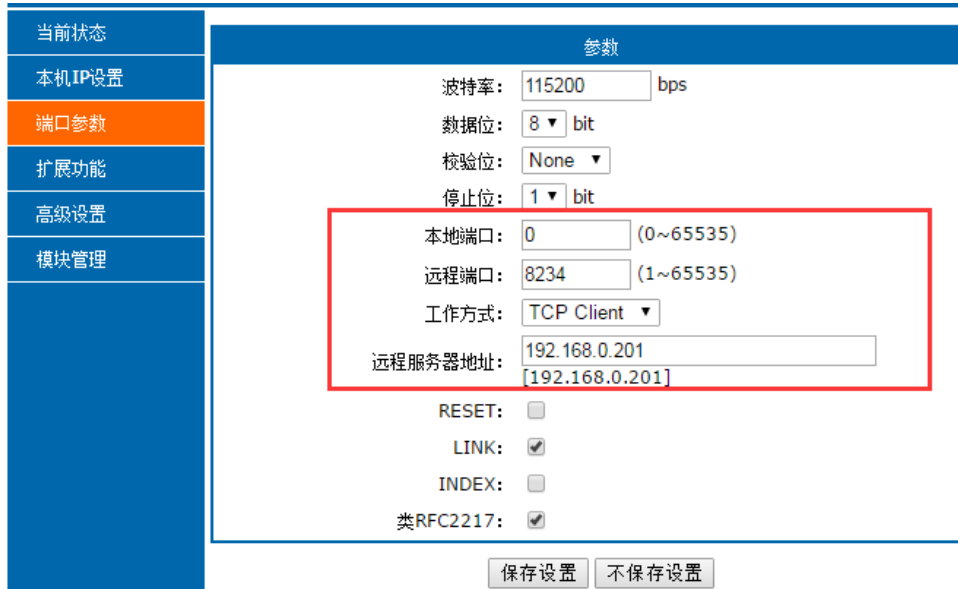 当前状态
本机IP设置
端口参数
扩展功能
高级设置
模块管理
参数
波特率： 115200 bps
数据位： 8 ▼ bit
校验位： None ▼
停止位： 1 ▼ bit
本地端口： 0 (0~65535)
远程端口： 8234 (1~65535)
工作方式： TCP Client ▼
远程服务器地址： 192.168.0.201
[192.168.0.201]
RESET：
LINK：
INDEX：
类RFC2217：
保存设置 不保存设置